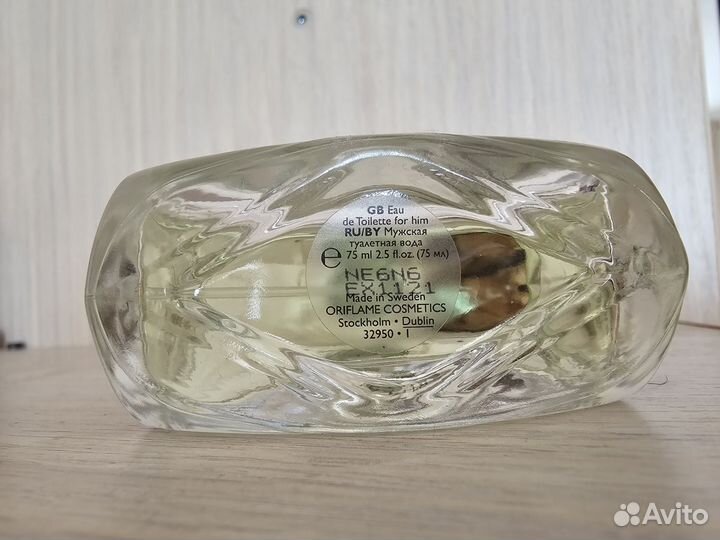 GB Eau
de Toilette for him
RU/BY Мужская
туалетная вода
e 75 ml 2.5 fl.oz. (75 мл)
NE6N6
EX1121
Made in Sweden
ORIFLAME COSMETICS
Stockholm • Dublin
32950 • 1
Avito